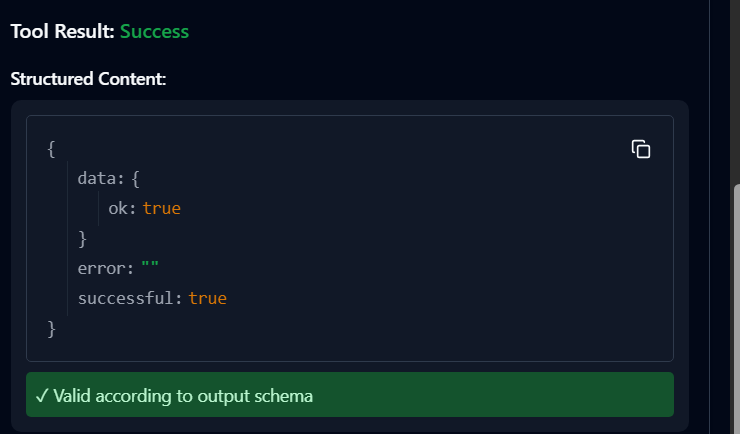 Tool Result: Success
Structured Content:
{
data: {
ok: true
}
error: ""
successful: true
}
✓ Valid according to output schema